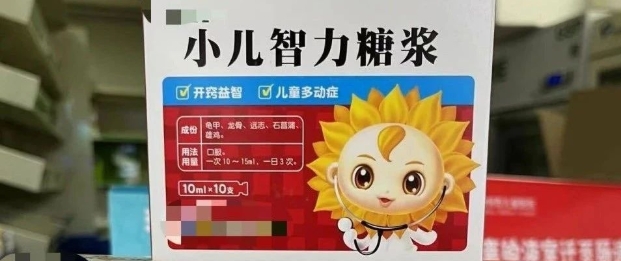 小儿智力糖浆
开窍益智 儿童多动症
成份 龟甲、龙骨、远志、石菖蒲、
雄鸡。
用法
用量 口服。
一次10～15ml，一日3次。
10ml×10支